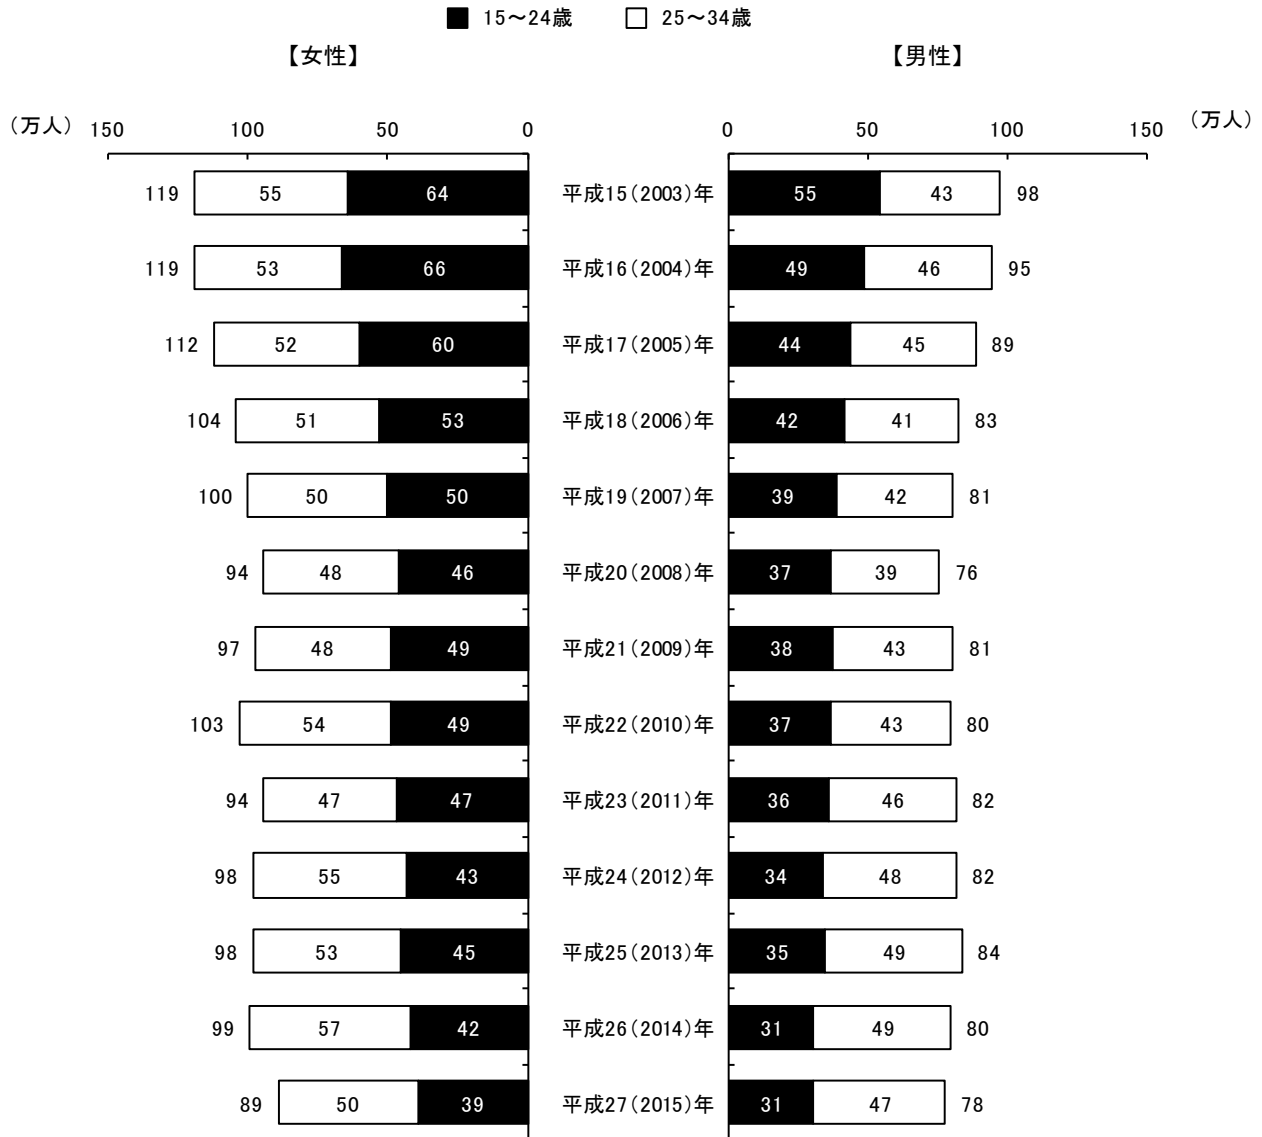 ■ 15～24歳 □ 25～34歳
【女性】 【男性】
（万人） 150 100 50 0 0 50 100 150 （万人）
119 55 64 平成15（2003）年 55 43 98
119 53 66 平成16（2004）年 49 46 95
112 52 60 平成17（2005）年 44 45 89
104 51 53 平成18（2006）年 42 41 83
100 50 50 平成19（2007）年 39 42 81
94 48 46 平成20（2008）年 37 39 76
97 48 49 平成21（2009）年 38 43 81
103 54 49 平成22（2010）年 37 43 80
94 47 47 平成23（2011）年 36 46 82
98 55 43 平成24（2012）年 34 48 82
98 53 45 平成25（2013）年 35 49 84
99 57 42 平成26（2014）年 31 49 80
89 50 39 平成27（2015）年 31 47 78